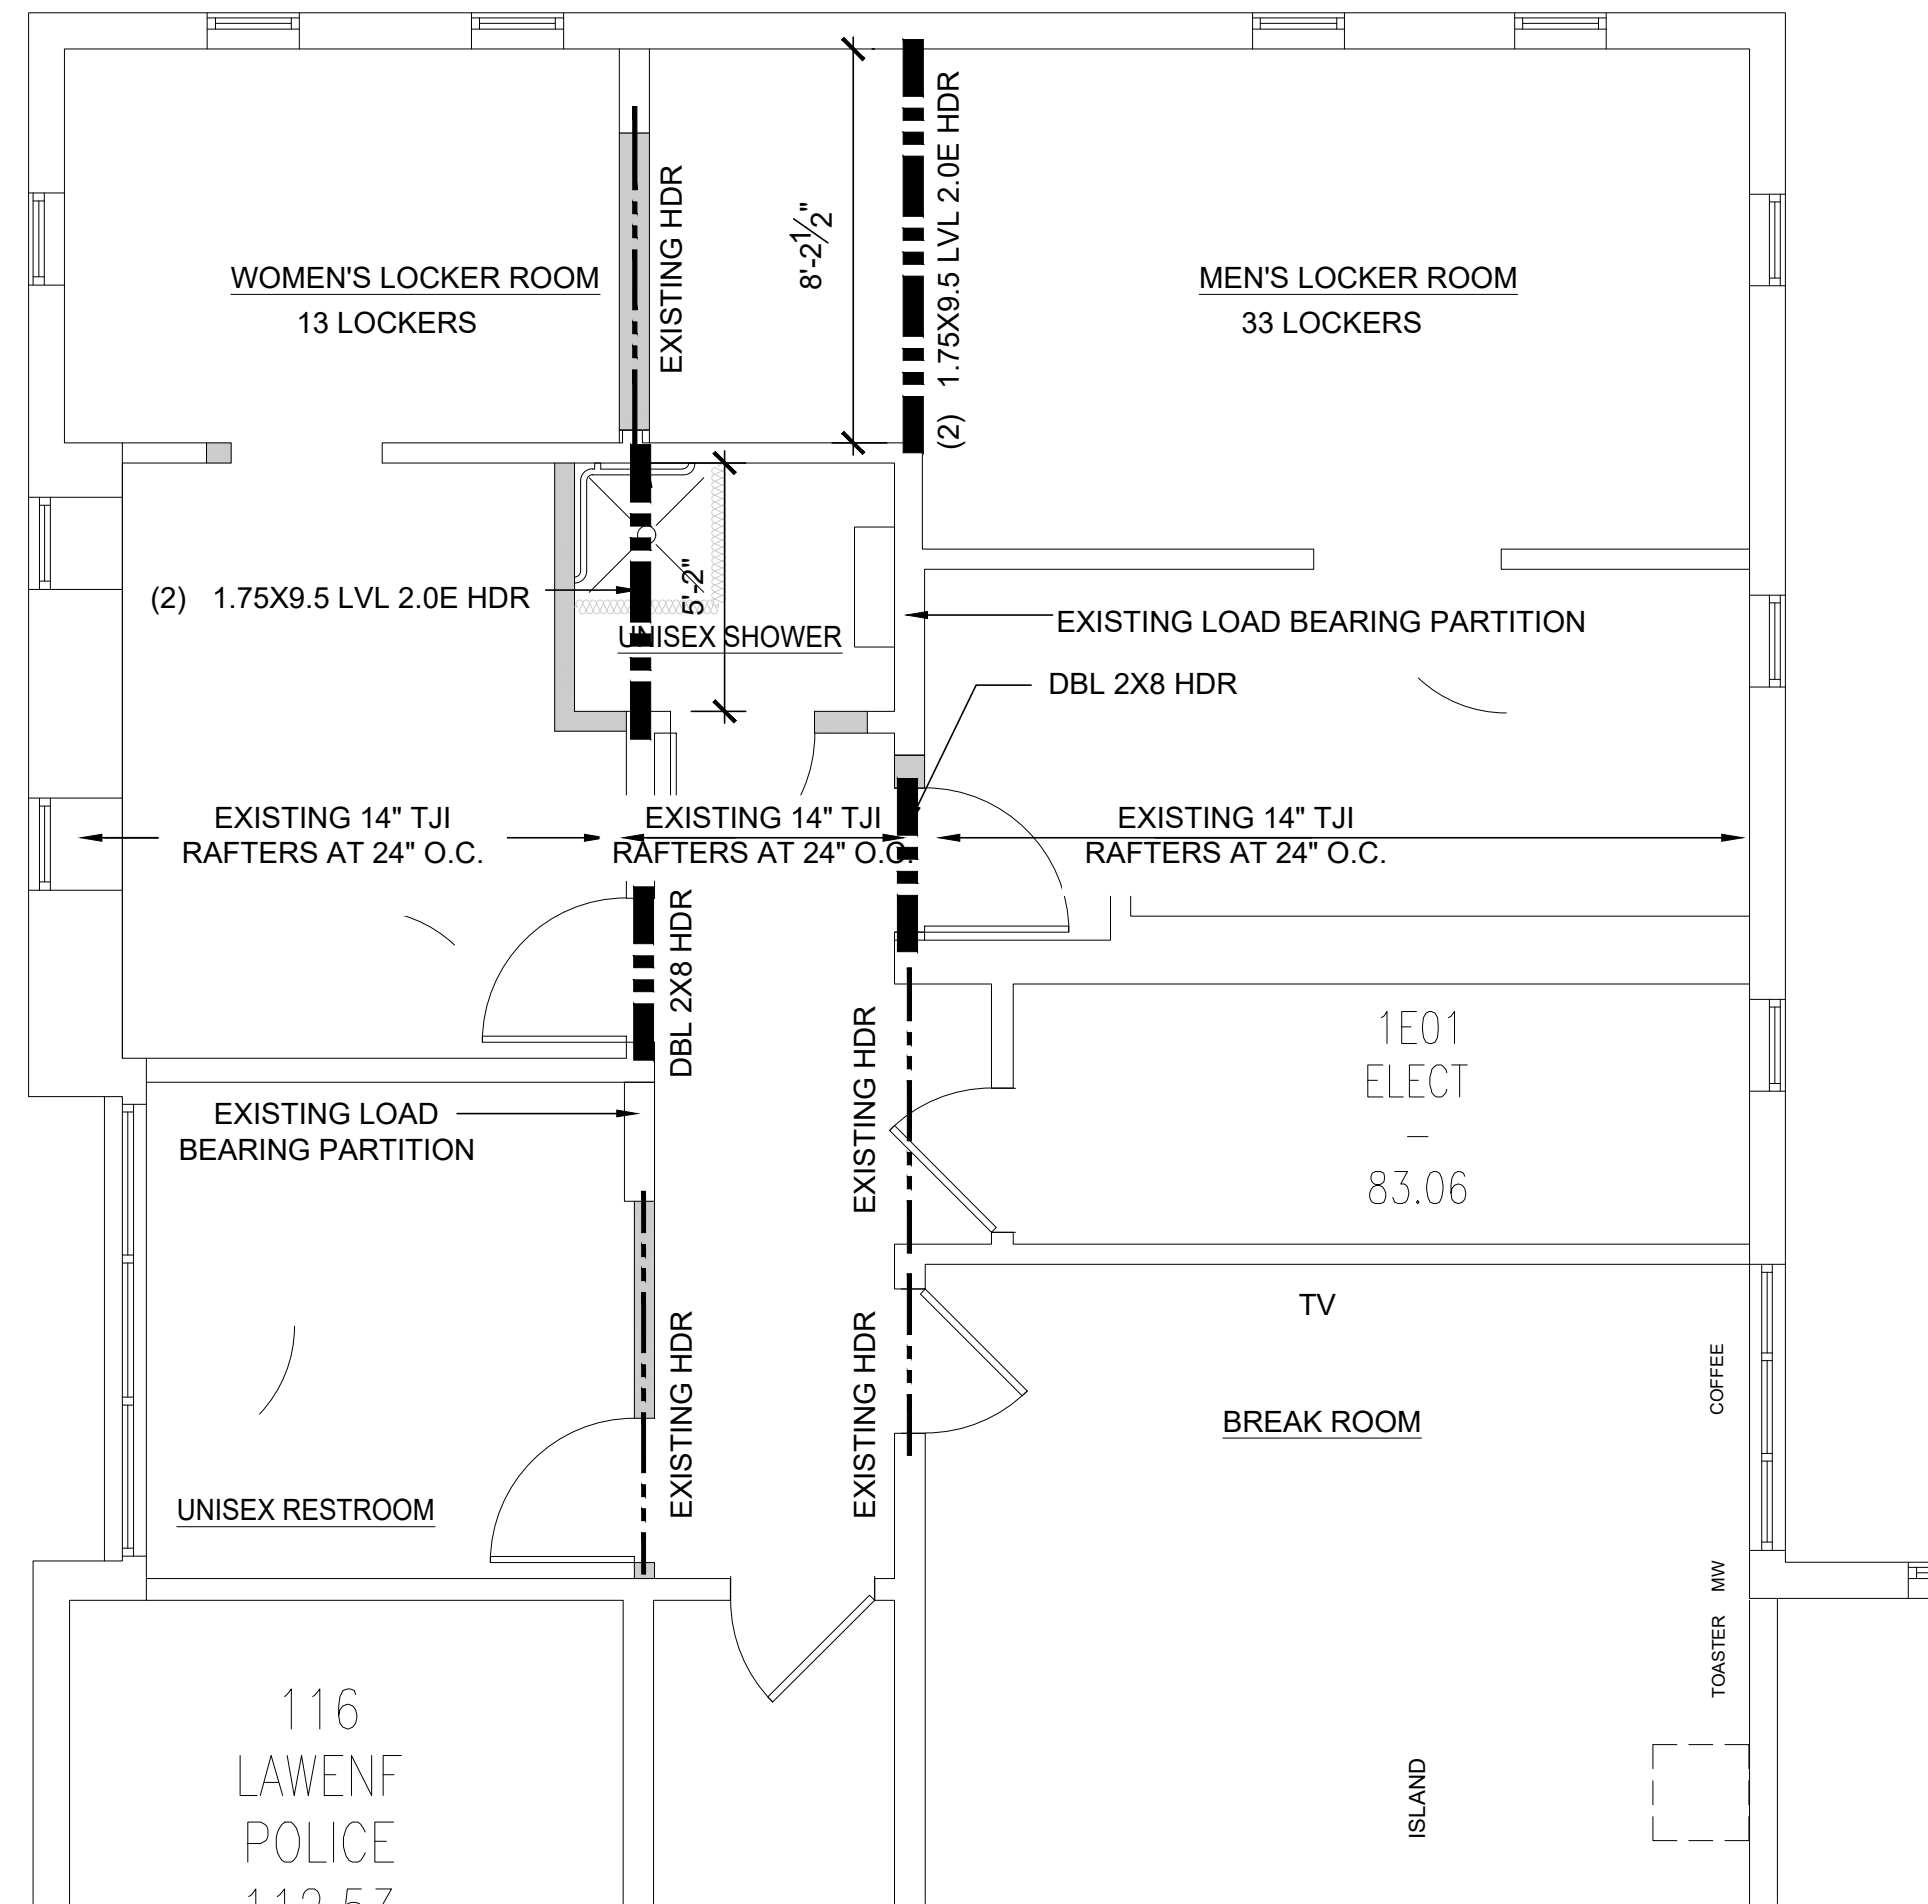 EXISTING HDR
8'-2½"
(2) 1.75X9.5 LVL 2.0E HDR
WOMEN'S LOCKER ROOM
13 LOCKERS
MEN'S LOCKER ROOM
33 LOCKERS
(2) 1.75X9.5 LVL 2.0E HDR
5'-2"
UNISEX SHOWER
EXISTING LOAD BEARING PARTITION
DBL 2X8 HDR
EXISTING 14" TJI
RAFTERS AT 24" O.C.
EXISTING 14" TJI
RAFTERS AT 24" O.C.
EXISTING 14" TJI
RAFTERS AT 24" O.C.
DBL 2X8 HDR
EXISTING HDR
1E01
ELECT
-
83.06
EXISTING LOAD
BEARING PARTITION
EXISTING HDR
EXISTING HDR
TV
COFFEE
BREAK ROOM
UNISEX RESTROOM
MW
TOASTER
ISLAND
116
LAWENF
POLICE